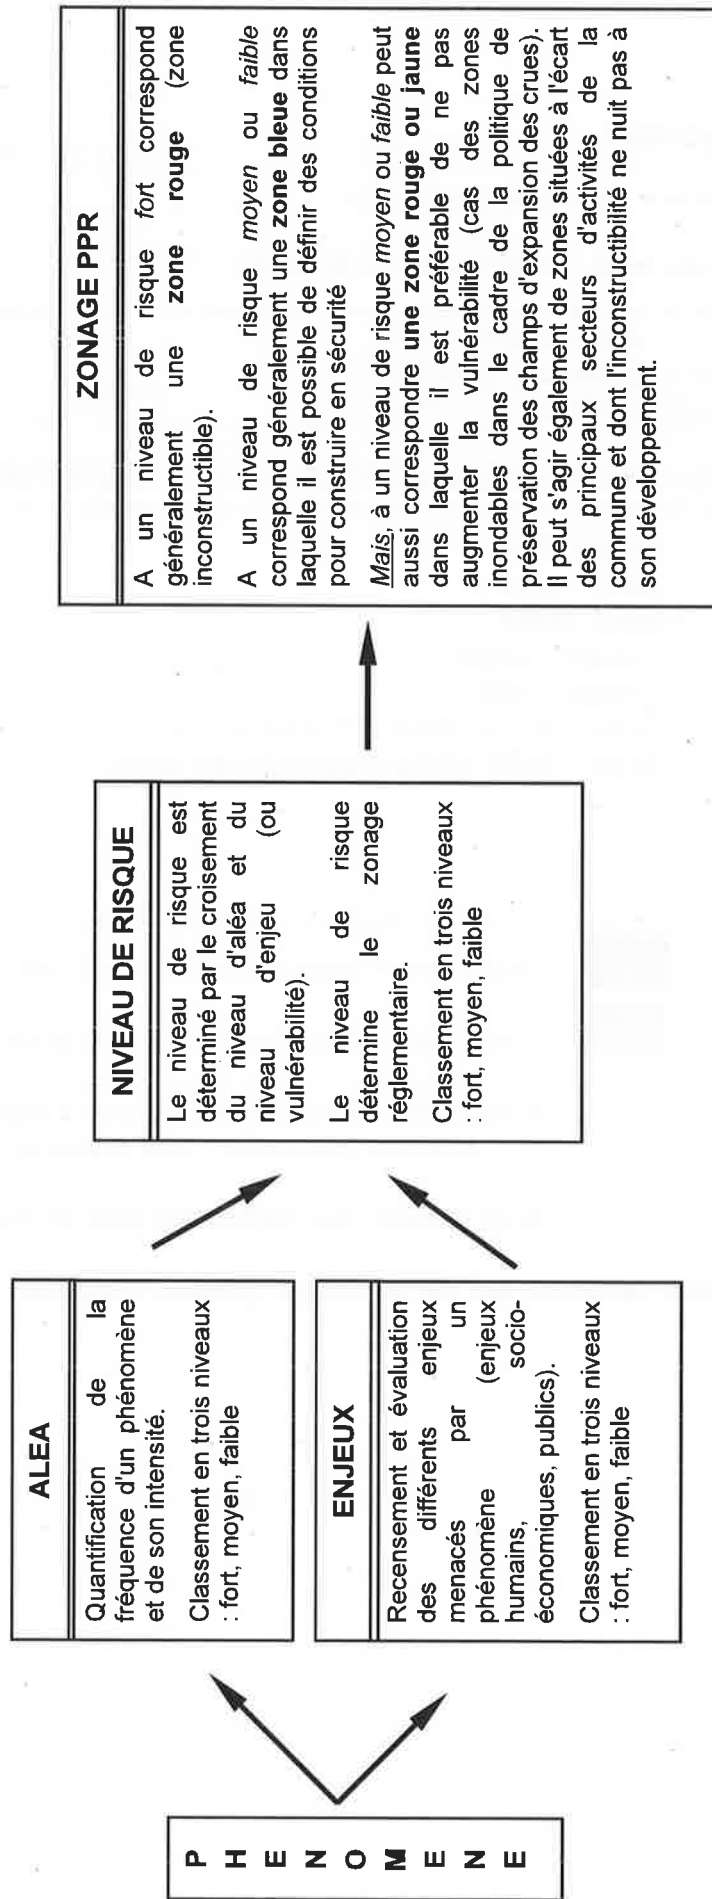 P
H
E
N
O
M
E
N
E
ALEA
Quantification de la
fréquence d'un phénomène
et de son intensité.
Classement en trois niveaux
: fort, moyen, faible
ENJEUX
Recensement et évaluation
des différents enjeux
menacés par un
phénomène (enjeux
humains, socio-
économiques, publics).
Classement en trois niveaux
: fort, moyen, faible
NIVEAU DE RISQUE
Le niveau de risque est
déterminé par le croisement
du niveau d'aléa et du
niveau d'enjeu (ou
vulnérabilité).
Le niveau de risque
détermine le zonage
réglementaire.
Classement en trois niveaux
: fort, moyen, faible
ZONAGE PPR
A un niveau de risque fort correspond
généralement une zone rouge (zone
inconstructible).
A un niveau de risque moyen ou faible
correspond généralement une zone bleue dans
laquelle il est possible de définir des conditions
pour construire en sécurité
Mais, à un niveau de risque moyen ou faible peut
aussi correspondre une zone rouge ou jaune
dans laquelle il est préférable de ne pas
augmenter la vulnérabilité (cas des zones
inondables dans le cadre de la politique de
préservation des champs d'expansion des crues).
Il peut s'agir également de zones situées à l'écart
des principaux secteurs d'activités de la
commune et dont l'inconstructibilité ne nuit pas à
son développement.